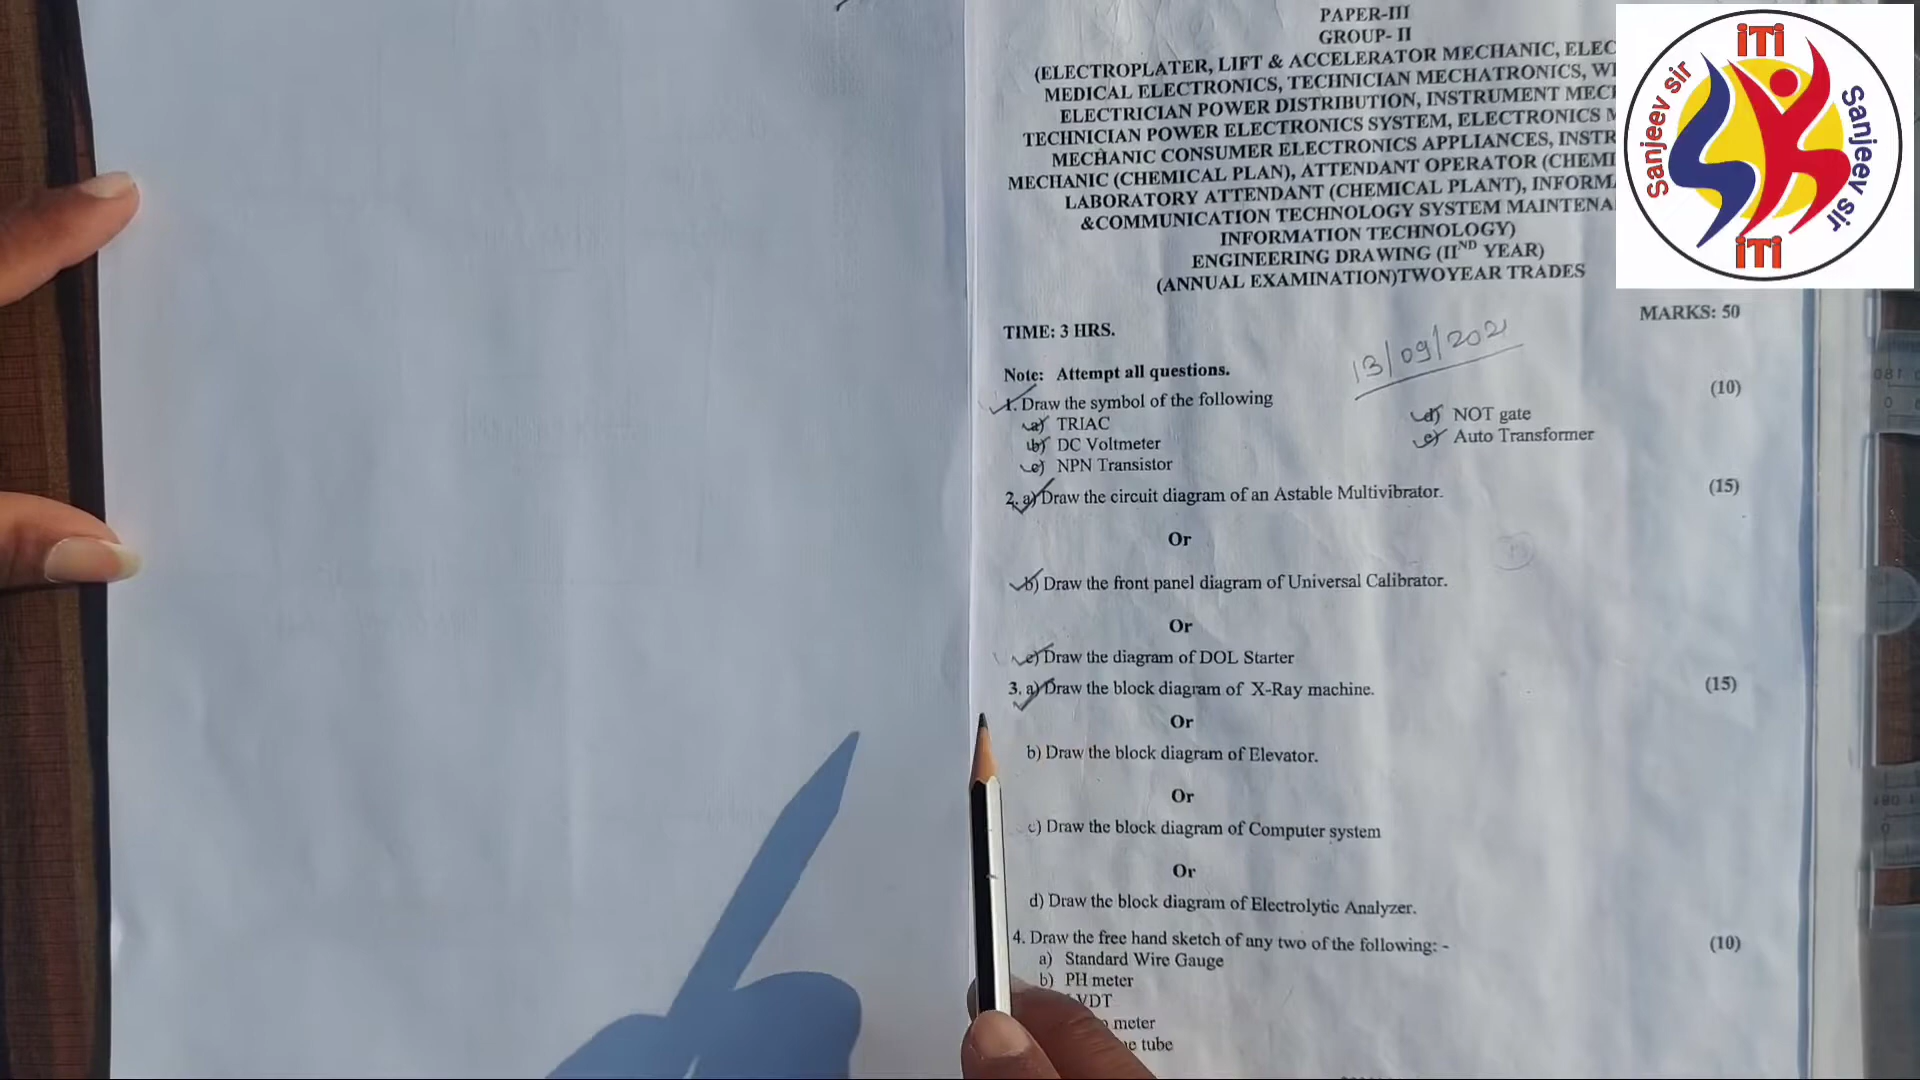 PAPER-III
GROUP- II
(ELECTROPLATER, LIFT & ACCELERATOR MECHANIC,
MEDICAL ELECTRONICS, TECHNICIAN MECHATRONICS,
ELECTRICIAN POWER DISTRIBUTION, INSTRUMENT
TECHNICIAN POWER ELECTRONICS SYSTEM, ELECTRONICS
MECHANIC CONSUMER ELECTRONICS APPLIANCES,
MECHANIC (CHEMICAL PLAN), ATTENDANT OPERATOR
LABORATORY ATTENDANT (CHEMICAL PLANT),
&COMMUNICATION TECHNOLOGY SYSTEM
INFORMATION TECHNOLOGY)
ENGINEERING DRAWING (IIND YEAR)
(ANNUAL EXAMINATION)TWOYEAR TRADES
TIME: 3 HRS. MARKS: 50
13/09/2021
Note: Attempt all questions.
1. Draw the symbol of the following (10)
a) TRIAC d) NOT gate
b) DC Voltmeter e) Auto Transformer
c) NPN Transistor
2. a) Draw the circuit diagram of an Astable Multivibrator. (15)
Or
b) Draw the front panel diagram of Universal Calibrator.
Or
c) Draw the diagram of DOL Starter
3. a) Draw the block diagram of X-Ray machine. (15)
Or
b) Draw the block diagram of Elevator.
Or
c) Draw the block diagram of Computer system
Or
d) Draw the block diagram of Electrolytic Analyzer.
4. Draw the free hand sketch of any two of the following: - (10)
a) Standard Wire Gauge
b) PH meter
VDT
meter
tube
iTi
Sanjeev sir
Sanjeev sir
iTi